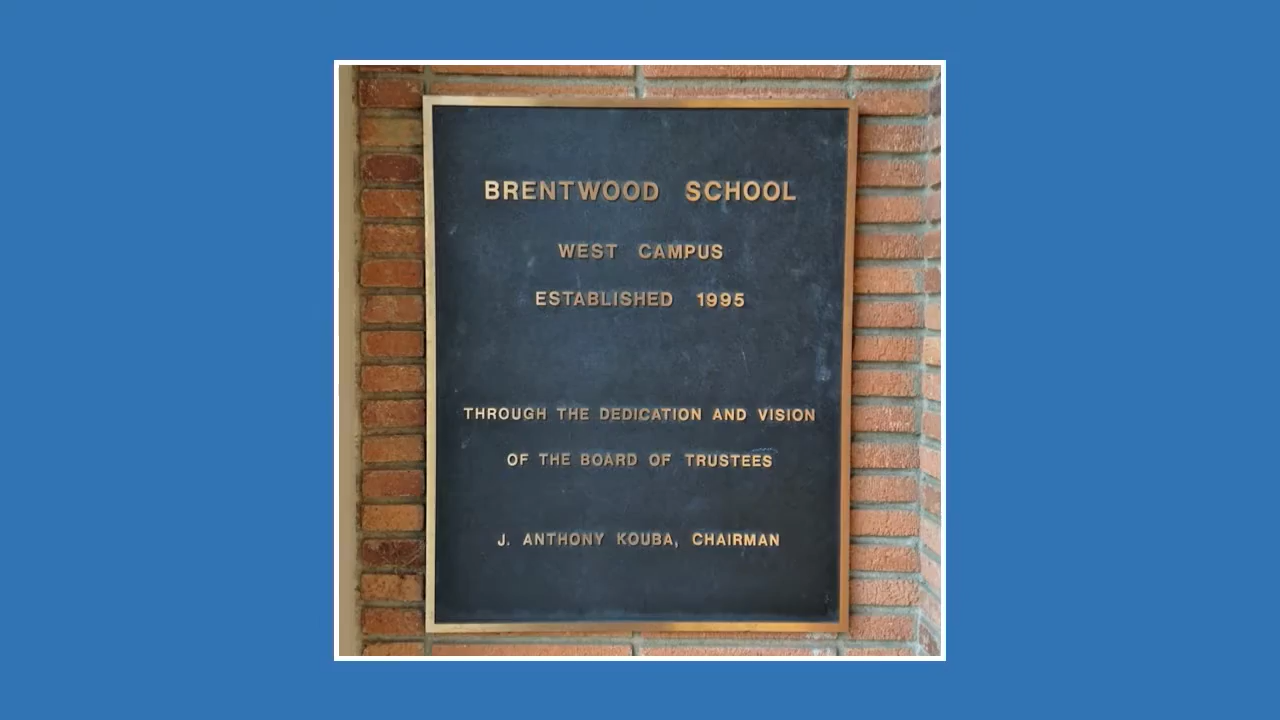 BRENTWOOD SCHOOL
WEST CAMPUS
ESTABLISHED 1995
THROUGH THE DEDICATION AND VISION
OF THE BOARD OF TRUSTEES
J. ANTHONY KOUBA, CHAIRMAN